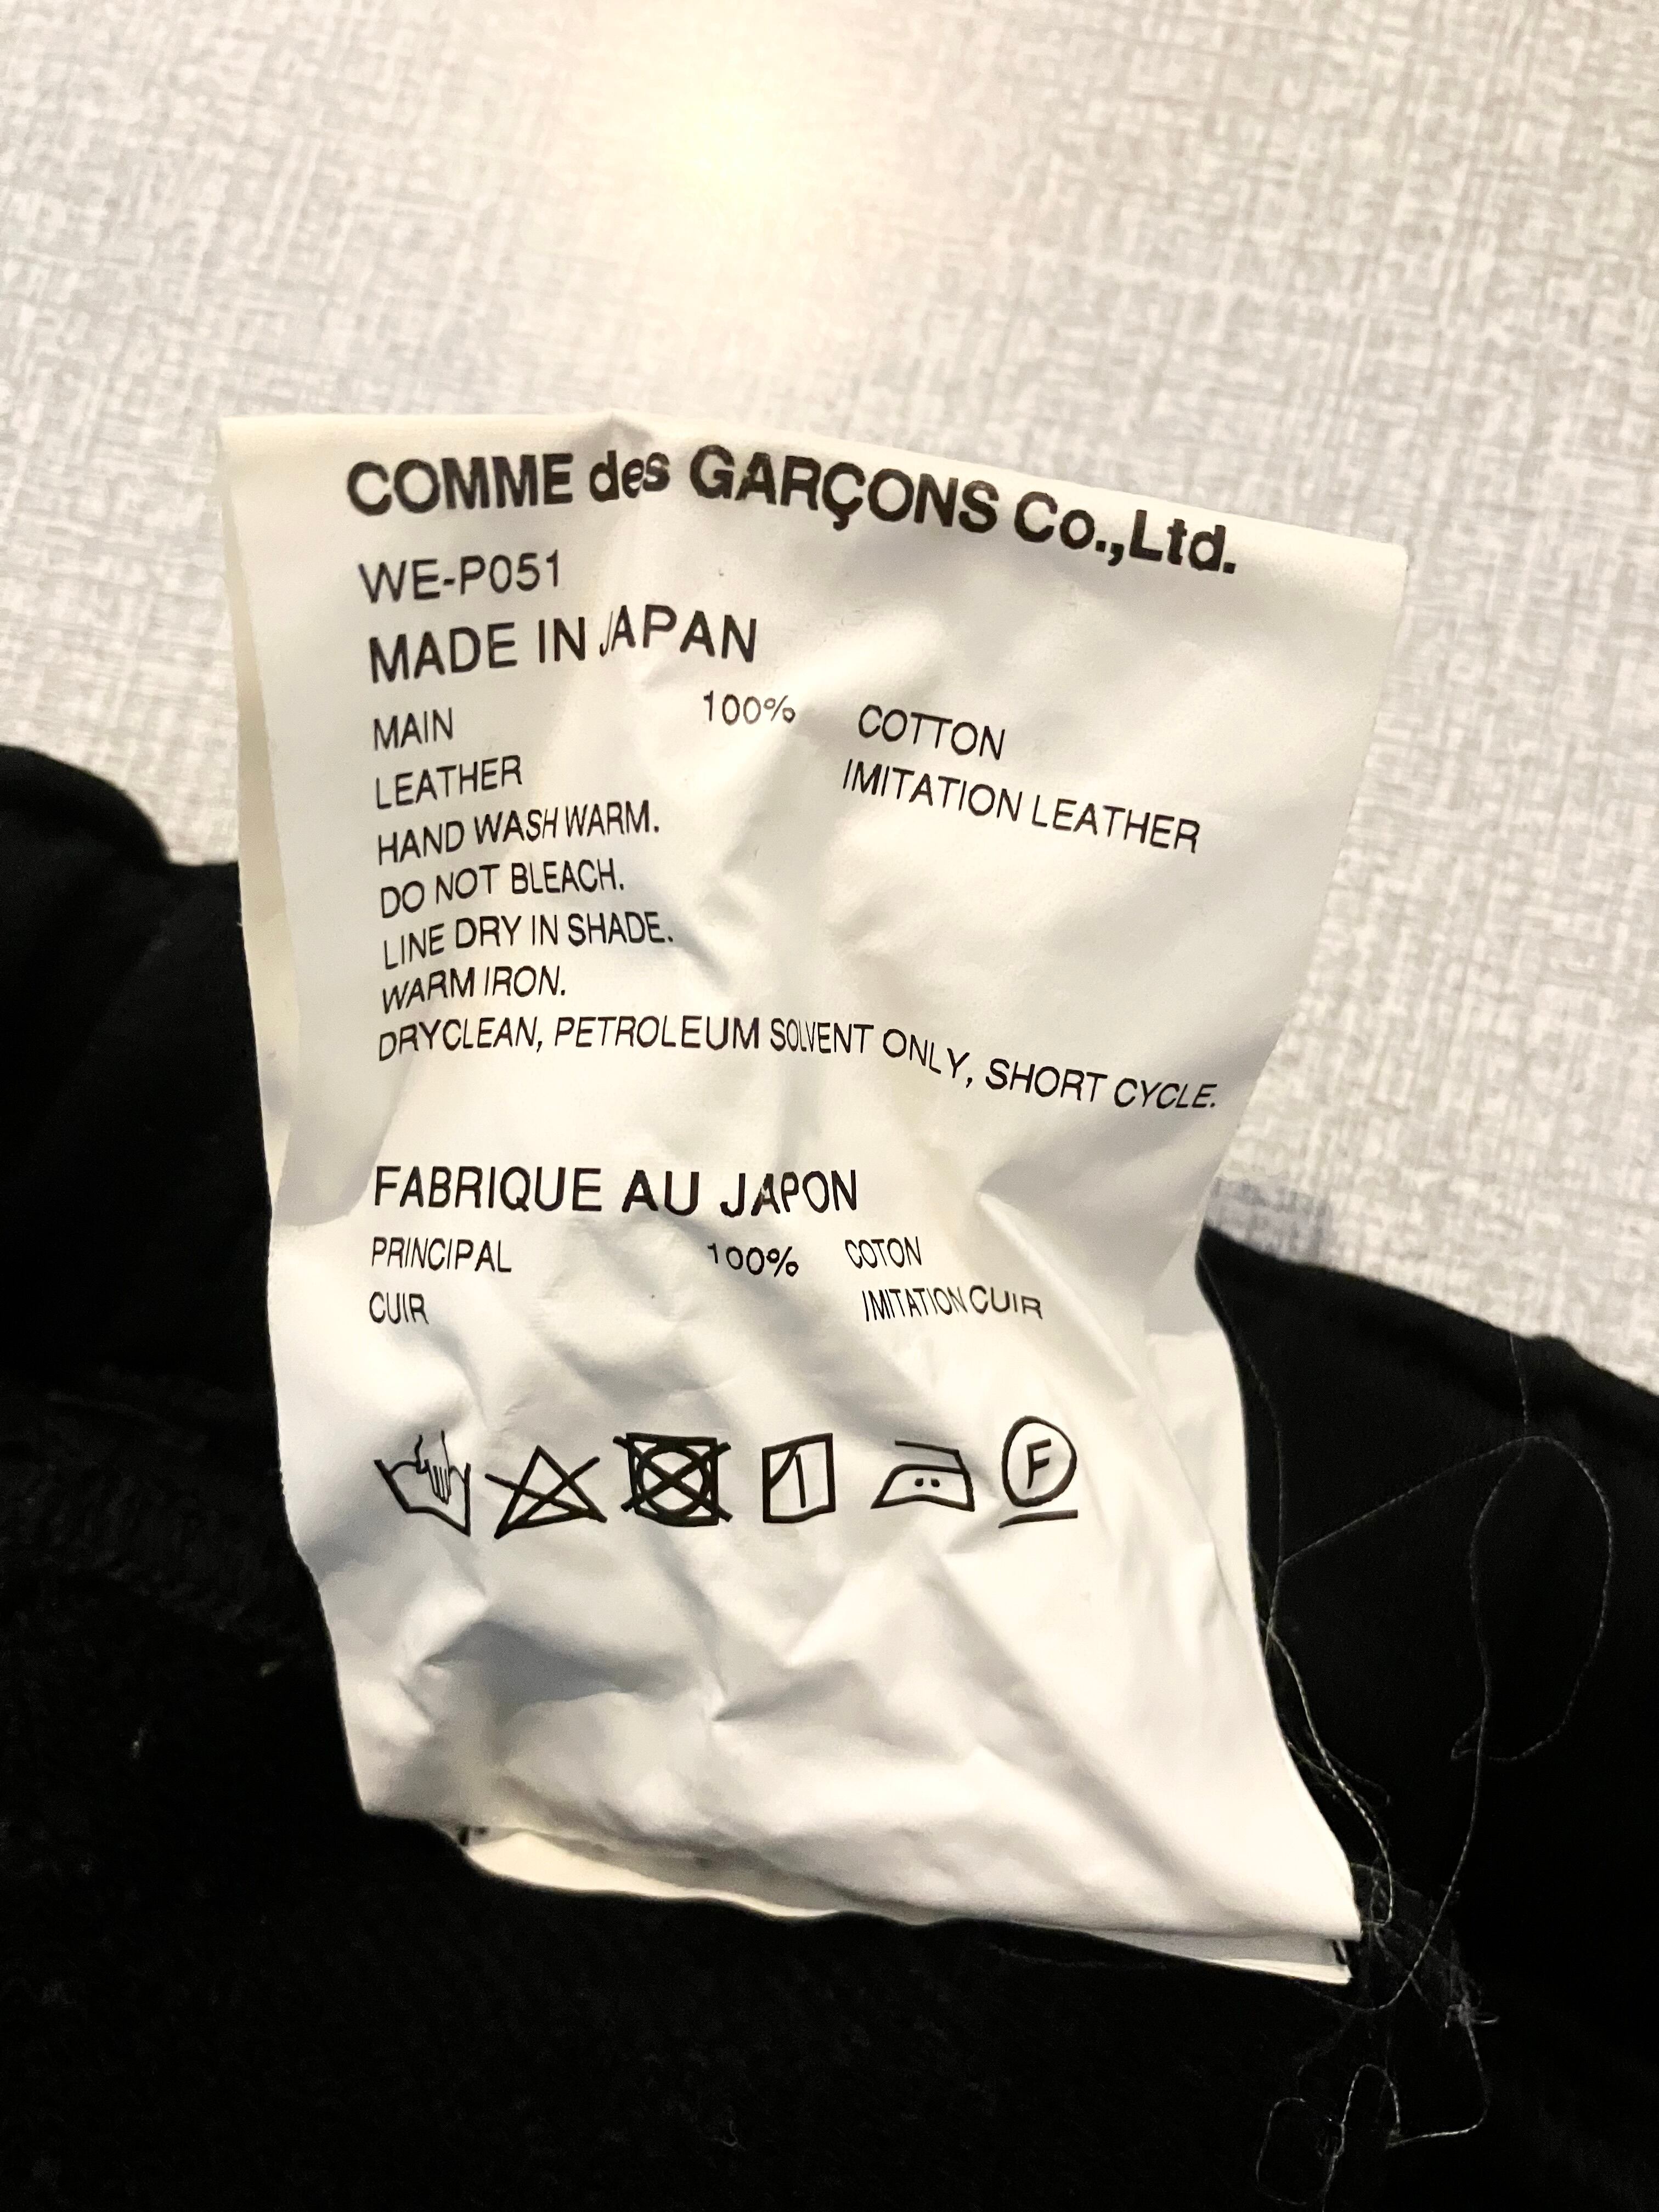 COMME des GARÇONS Co.,Ltd.
WE-P051
MADE IN JAPAN
MAIN 100% COTTON
LEATHER IMITATION LEATHER
HAND WASH WARM.
DO NOT BLEACH.
LINE DRY IN SHADE.
WARM IRON.
DRYCLEAN, PETROLEUM SOLVENT ONLY, SHORT CYCLE.
FABRIQUE AU JAPON
PRINCIPAL 100% COTON
CUIR IMITATION CUIR
F